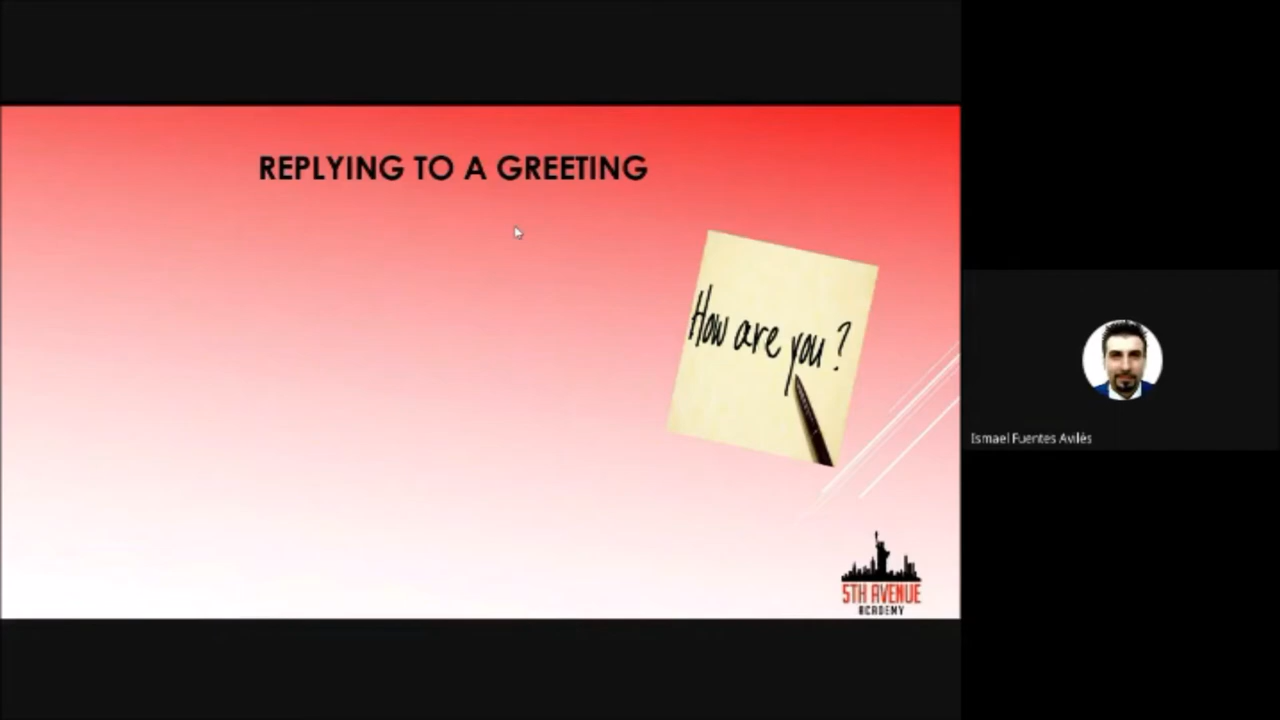 REPLYING TO A GREETING
How are you?
5TH AVENUE
ACADEMY
Ismael Fuentes Avilés